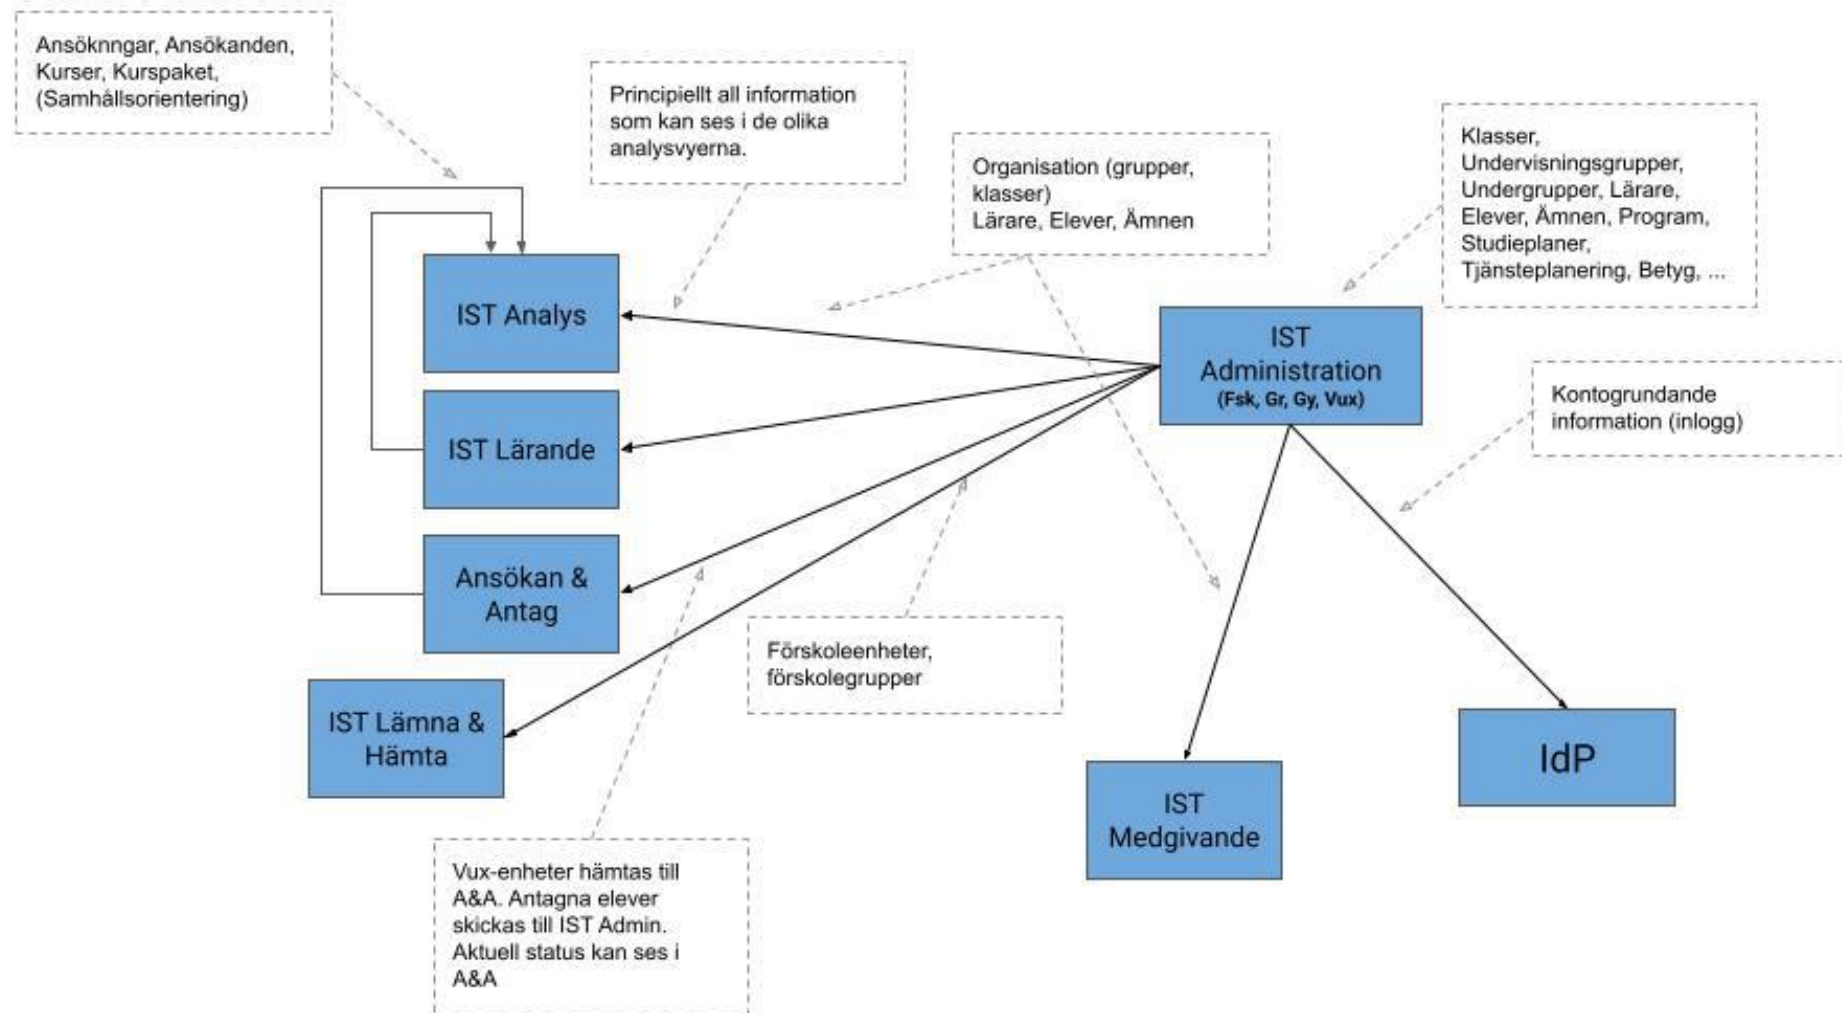 Ansöknngar, Ansökanden,
Kurser, Kurspaket,
(Samhållsorientering)
Principiellt all information
som kan ses i de olika
analysvyerna.
Organisation (grupper,
klasser)
Lärare, Elever, Ämnen
Klasser,
Undervisningsgrupper,
Undergrupper, Lärare,
Elever, Ämnen, Program,
Studieplaner,
Tjänsteplanering, Betyg, ...
IST Analys
IST
Administration
(Fsk, Gr, Gy, Vux)
Kontogrundande
information (inlogg)
IST Lärande
Ansökan &
Antag
Förskoleenheter,
förskolegrupper
IST Lämna &
Hämta
IdP
IST
Medgivande
Vux-enheter hämtas till
A&A. Antagna elever
skickas till IST Admin.
Aktuell status kan ses i
A&A